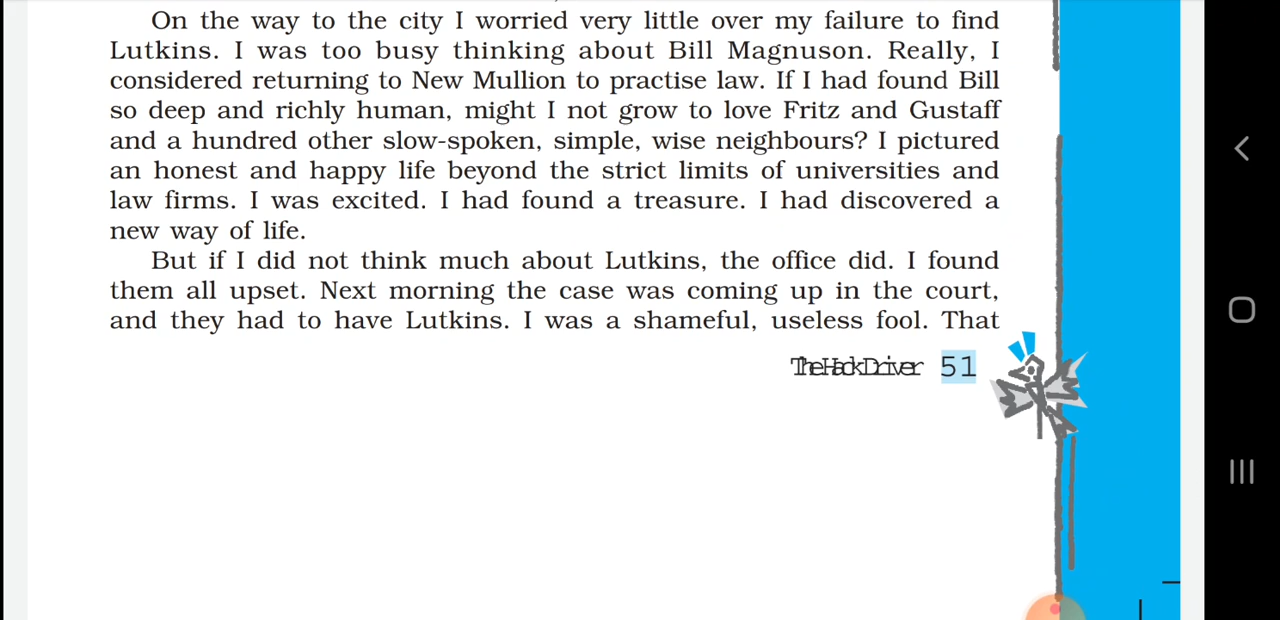 On the way to the city I worried very little over my failure to find
Lutkins. I was too busy thinking about Bill Magnuson. Really, I
considered returning to New Mullion to practise law. If I had found Bill
so deep and richly human, might I not grow to love Fritz and Gustaff
and a hundred other slow-spoken, simple, wise neighbours? I pictured
an honest and happy life beyond the strict limits of universities and
law firms. I was excited. I had found a treasure. I had discovered a
new way of life.
But if I did not think much about Lutkins, the office did. I found
them all upset. Next morning the case was coming up in the court,
and they had to have Lutkins. I was a shameful, useless fool. That
The Hack Driver 51